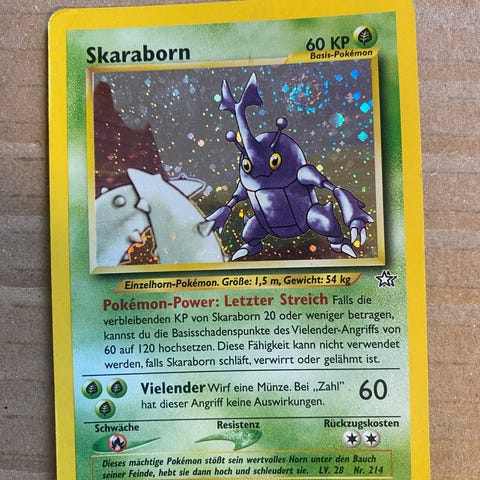 Skaraborn 60 KP
Basis-Pokémon
Einzelhorn-Pokémon. Größe: 1,5 m, Gewicht: 54 kg
Pokémon-Power: Letzter Streich Falls die
verbleibenden KP von Skaraborn 20 oder weniger betragen,
kannst du die Basisschadenspunkte des Vielender-Angriffs von
60 auf 120 hochsetzen. Diese Fähigkeit kann nicht verwendet
werden, falls Skaraborn schläft, verwirrt oder gelähmt ist.
Vielender Wirf eine Münze. Bei „Zahl” 60
hat dieser Angriff keine Auswirkungen.
Schwäche Resistenz Rückzugskosten
Dieses mächtige Pokémon stößt sein wertvolles Horn unter den Bauch
seiner Feinde, hebt sie dann hoch und schleudert sie. LV. 28 Nr. 214